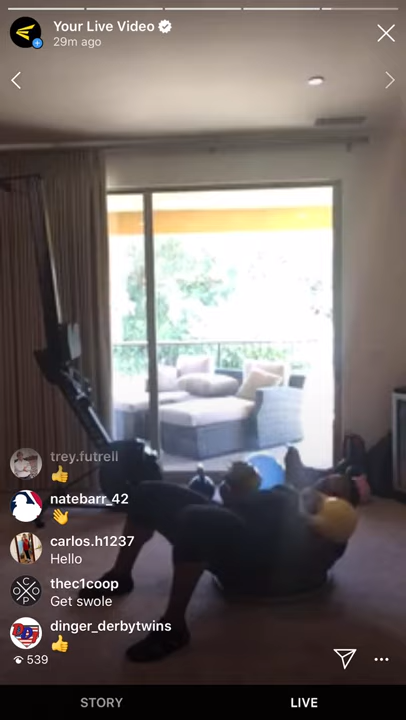 Your Live Video
29m ago
trey.futrell
👍
natebarr_42
👋
carlos.h1237
Hello
thec1coop
Get swole
dinger_derbytwins
👍
539
STORY LIVE